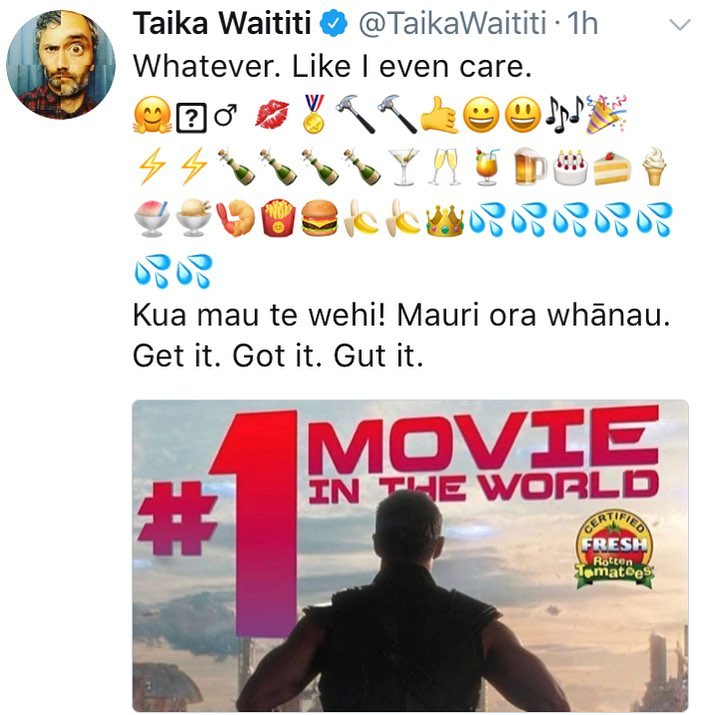 Taika Waititi @TaikaWaititi · 1h
Whatever. Like I even care.
🤗⍰♂ 💋🏅🔨🔨🤙😀😃🎶🎉
⚡⚡🍾🍾🍾🍾🍸🥂🍹🍺🎂🍰🍦
🍧🍨🍤🍟🍔🍌🍌👑💦💦💦💦💦
💦💦
Kua mau te wehi! Mauri ora whānau.
Get it. Got it. Gut it.
#1 MOVIE
IN THE WORLD
CERTIFIED
FRESH
Rotten
Tomatoes